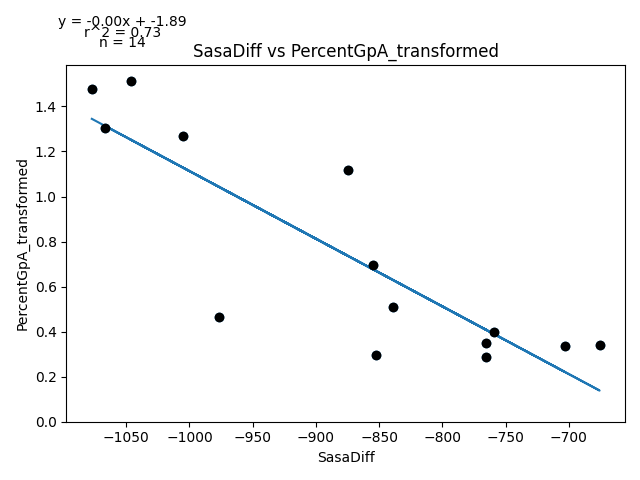 y = -0.00x + -1.89
r^2 = 0.73
n = 14
SasaDiff vs PercentGpA_transformed
1.4
1.2
1.0
0.8
0.6
0.4
0.2
0.0
PercentGpA_transformed
−1050 −1000 −950 −900 −850 −800 −750 −700
SasaDiff